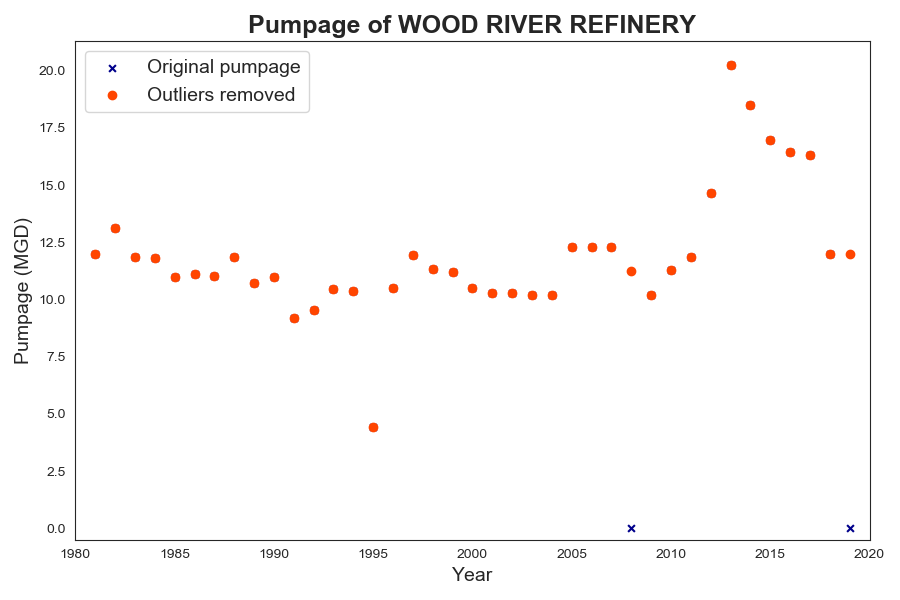 Pumpage of WOOD RIVER REFINERY
Original pumpage
Outliers removed
Pumpage (MGD)
20.0
17.5
15.0
12.5
10.0
7.5
5.0
2.5
0.0
1980 1985 1990 1995 2000 2005 2010 2015 2020
Year